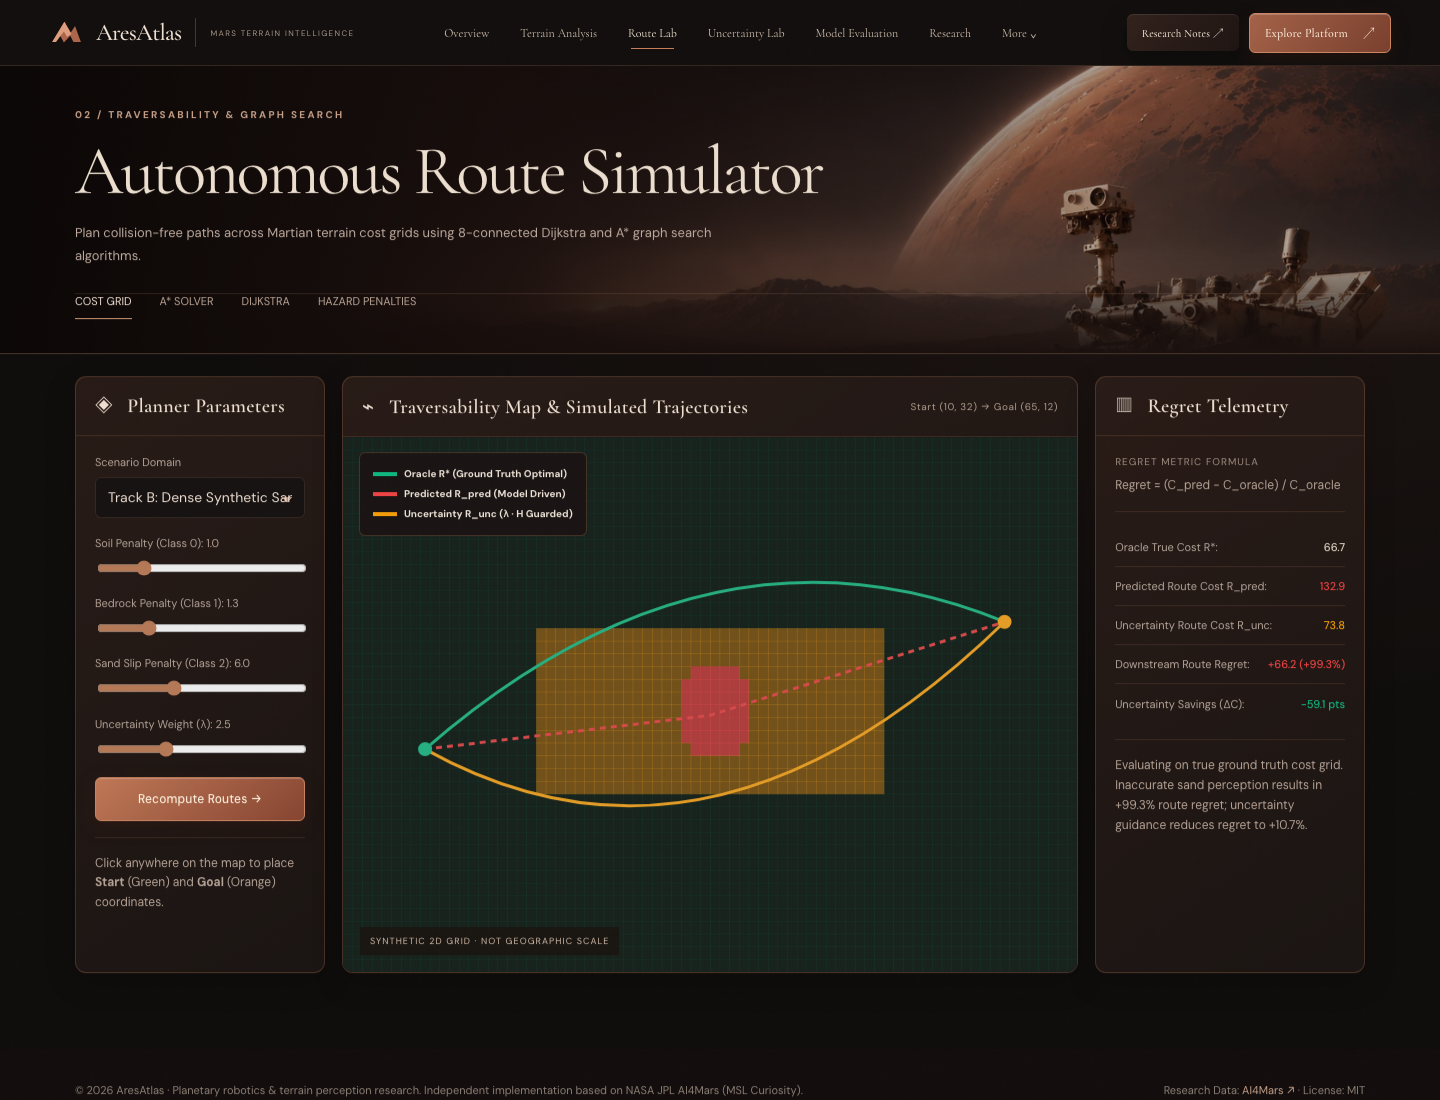 AresAtlas
MARS TERRAIN INTELLIGENCE
Overview
Terrain Analysis
Route Lab
Uncertainty Lab
Model Evaluation
Research
More
Research Notes ↗
Explore Platform ↗
02 / TRAVERSABILITY & GRAPH SEARCH
Autonomous Route Simulator
Plan collision-free paths across Martian terrain cost grids using 8-connected Dijkstra and A* graph search
algorithms.
COST GRID
A* SOLVER
DIJKSTRA
HAZARD PENALTIES
Planner Parameters
Scenario Domain
Track B: Dense Synthetic Sar
Soil Penalty (Class 0): 1.0
Bedrock Penalty (Class 1): 1.3
Sand Slip Penalty (Class 2): 6.0
Uncertainty Weight (λ): 2.5
Recompute Routes →
Click anywhere on the map to place
Start (Green) and Goal (Orange)
coordinates.
Traversability Map & Simulated Trajectories
Start (10, 32) → Goal (65, 12)
Oracle R* (Ground Truth Optimal)
Predicted R_pred (Model Driven)
Uncertainty R_unc (λ · H Guarded)
SYNTHETIC 2D GRID · NOT GEOGRAPHIC SCALE
Regret Telemetry
REGRET METRIC FORMULA
Regret = (C_pred - C_oracle) / C_oracle
Oracle True Cost R*: 66.7
Predicted Route Cost R_pred: 132.9
Uncertainty Route Cost R_unc: 73.8
Downstream Route Regret: +66.2 (+99.3%)
Uncertainty Savings (ΔC): -59.1 pts
Evaluating on true ground truth cost grid.
Inaccurate sand perception results in
+99.3% route regret; uncertainty
guidance reduces regret to +10.7%.
© 2026 AresAtlas · Planetary robotics & terrain perception research. Independent implementation based on NASA JPL AI4Mars (MSL Curiosity).
Research Data: AI4Mars ↗ · License: MIT